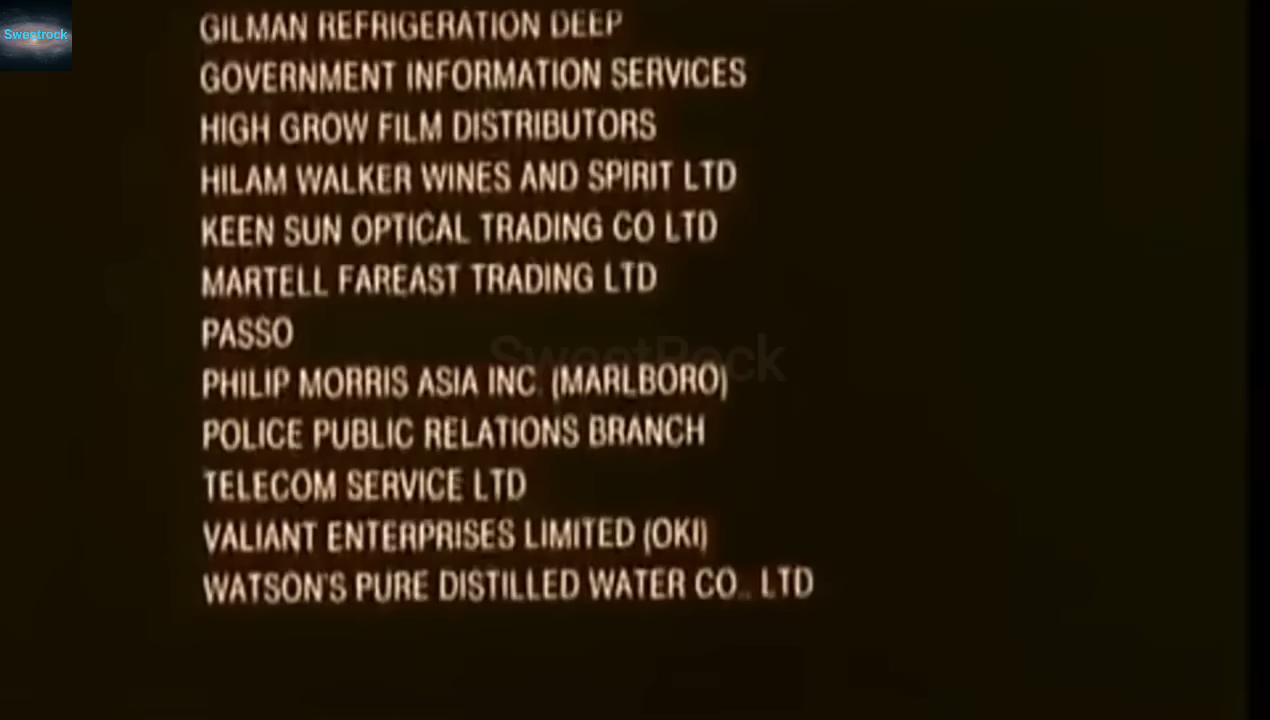 Sweetrock
GILMAN REFRIGERATION DEEP
GOVERNMENT INFORMATION SERVICES
HIGH GROW FILM DISTRIBUTORS
HILAM WALKER WINES AND SPIRIT LTD
KEEN SUN OPTICAL TRADING CO LTD
MARTELL FAREAST TRADING LTD
PASSO
SweetRock
PHILIP MORRIS ASIA INC. (MARLBORO)
POLICE PUBLIC RELATIONS BRANCH
TELECOM SERVICE LTD
VALIANT ENTERPRISES LIMITED (OKI)
WATSON'S PURE DISTILLED WATER CO., LTD